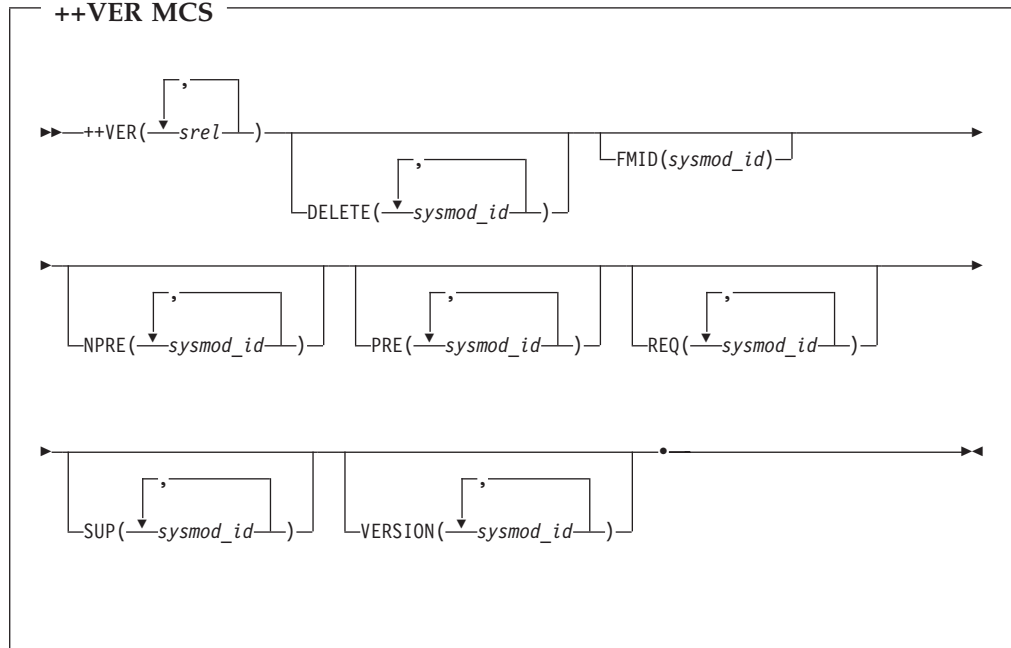 ++VER MCS
,
++VER( srel )
FMID(sysmod_id)
,
DELETE( sysmod_id )
, , ,
NPRE( sysmod_id ) PRE( sysmod_id ) REQ( sysmod_id )
.
, ,
SUP( sysmod_id ) VERSION( sysmod_id )